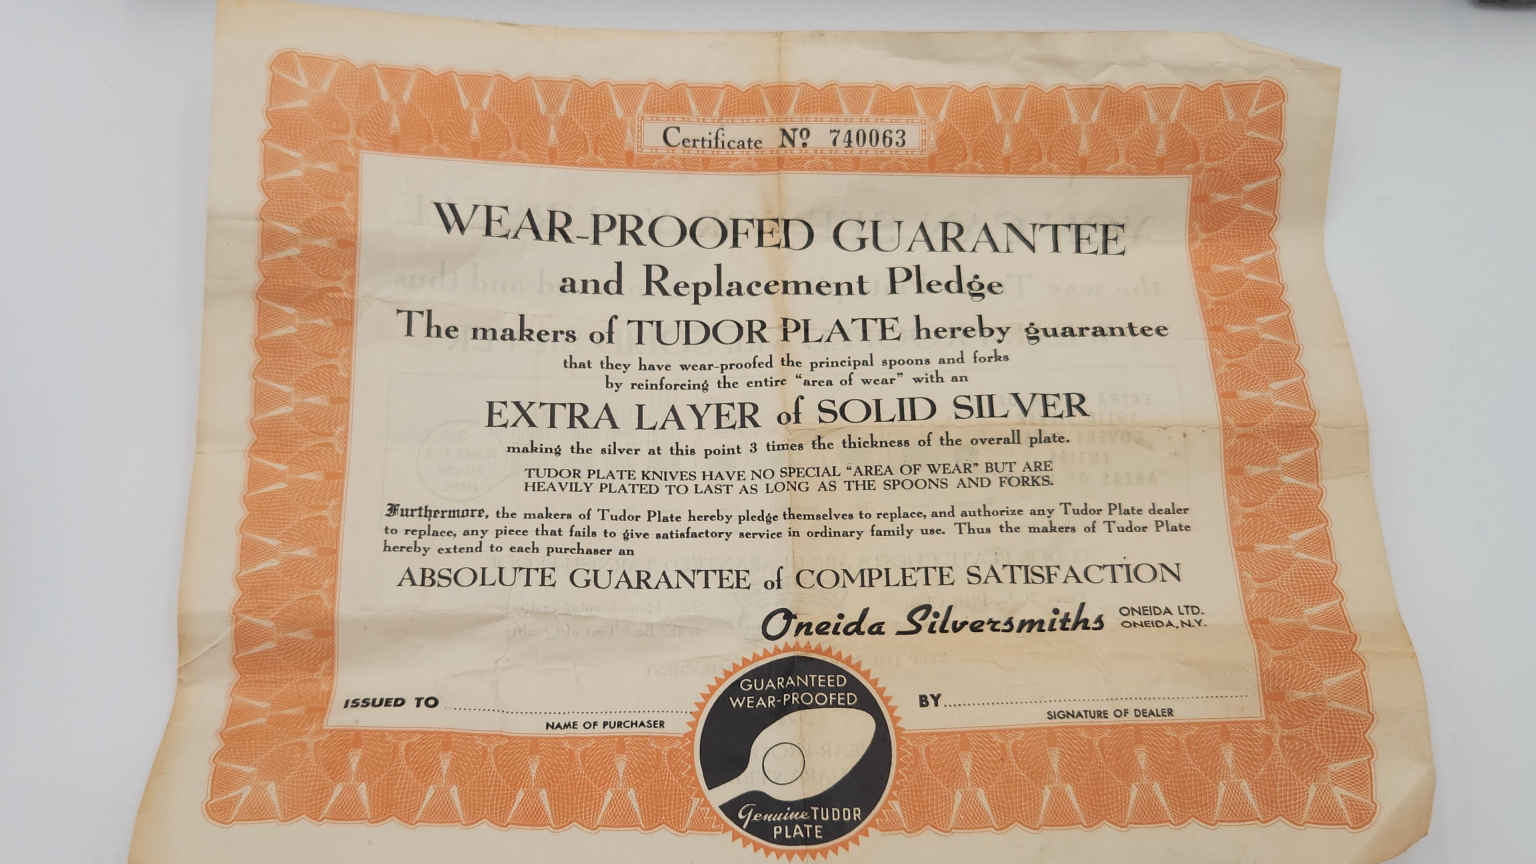 Certificate Nº 740063
WEAR-PROOFED GUARANTEE
and Replacement Pledge
The makers of TUDOR PLATE hereby guarantee
that they have wear-proofed the principal spoons and forks
by reinforcing the entire “area of wear” with an
EXTRA LAYER of SOLID SILVER
making the silver at this point 3 times the thickness of the overall plate.
TUDOR PLATE KNIVES HAVE NO SPECIAL “AREA OF WEAR” BUT ARE
HEAVILY PLATED TO LAST AS LONG AS THE SPOONS AND FORKS.
Furthermore, the makers of Tudor Plate hereby pledge themselves to replace, and authorize any Tudor Plate dealer
to replace, any piece that fails to give satisfactory service in ordinary family use. Thus the makers of Tudor Plate
hereby extend to each purchaser an
ABSOLUTE GUARANTEE of COMPLETE SATISFACTION
Oneida Silversmiths ONEIDA LTD.
ONEIDA, N.Y.
GUARANTEED
WEAR-PROOFED
ISSUED TO
NAME OF PURCHASER
BY
SIGNATURE OF DEALER
Genuine TUDOR
PLATE